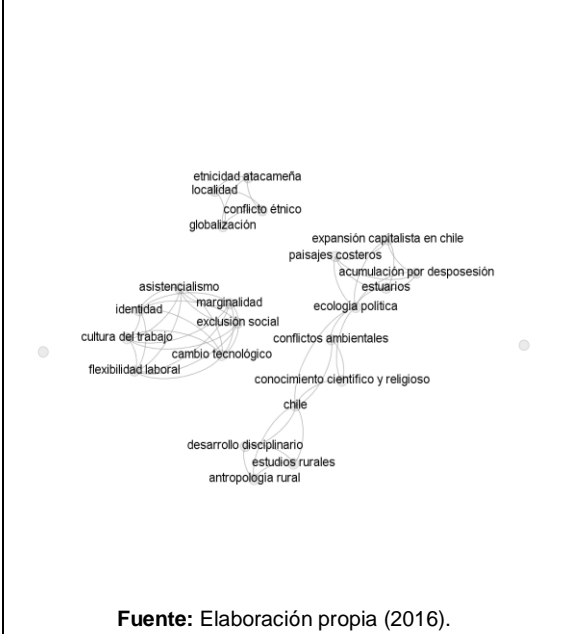 etnicidad atacameña
localidad
conflicto étnico
globalización
expansión capitalista en chile
paisajes costeros
acumulación por desposesión
estuarios
ecología politica
asistencialismo
marginalidad
identidad
exclusión social
cultura del trabajo
cambio tecnológico
flexibilidad laboral
conflictos ambientales
conocimiento científico y religioso
chile
desarrollo disciplinario
estudios rurales
antropología rural
Fuente: Elaboración propia (2016).